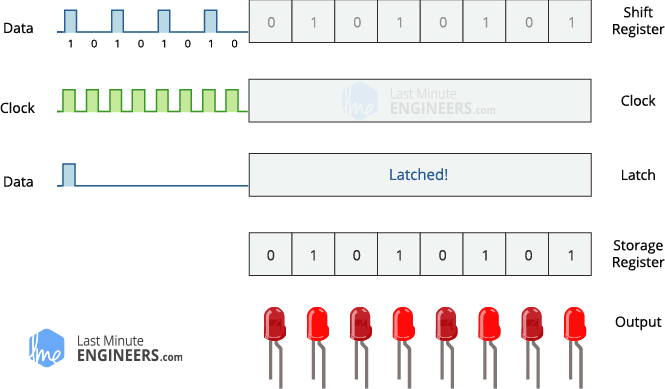 Data
1 0 1 0 1 0 1 0
0 1 0 1 0 1 0 1
Shift
Register
Clock
Last Minute
ENGINEERS.com
Clock
Data
Latched!
Latch
0 1 0 1 0 1 0 1
Storage
Register
Output
Last Minute
ENGINEERS.com